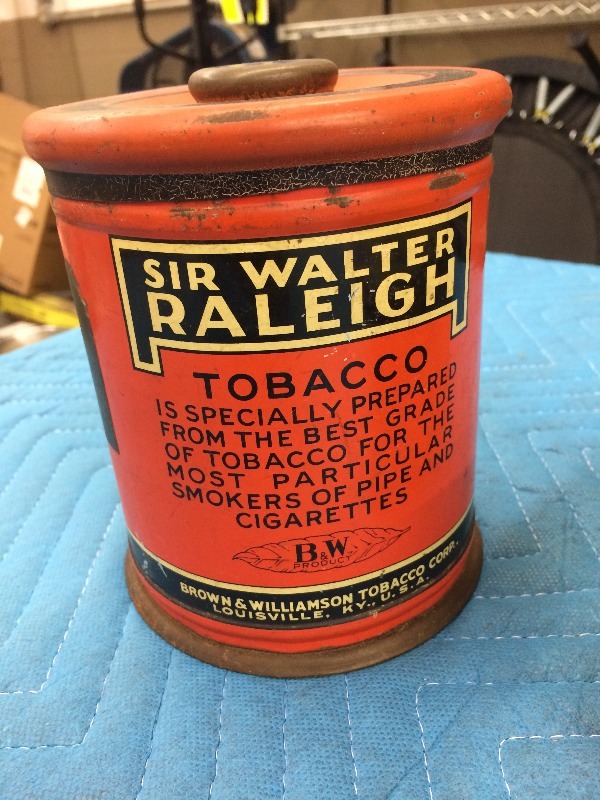 SIR WALTER
RALEIGH
TOBACCO
IS SPECIALLY PREPARED
FROM THE BEST GRADE
OF TOBACCO FOR THE
MOST PARTICULAR
SMOKERS OF PIPE AND
CIGARETTES
B&W
PRODUCT
BROWN & WILLIAMSON TOBACCO CORP.
LOUISVILLE, KY., U.S.A.